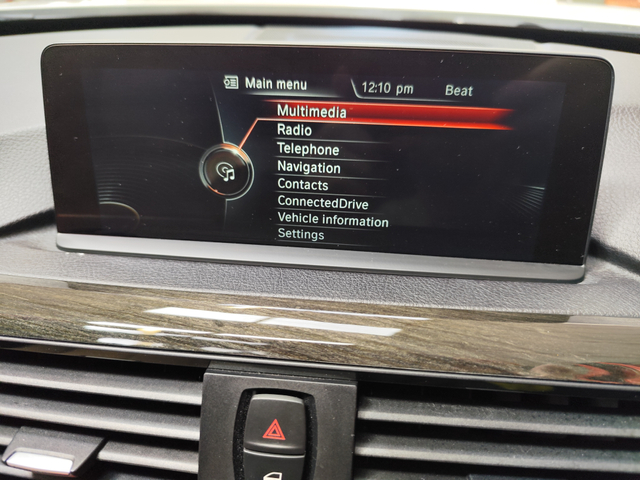 Main menu 12:10 pm Beat
Multimedia
Radio
Telephone
Navigation
Contacts
ConnectedDrive
Vehicle information
Settings